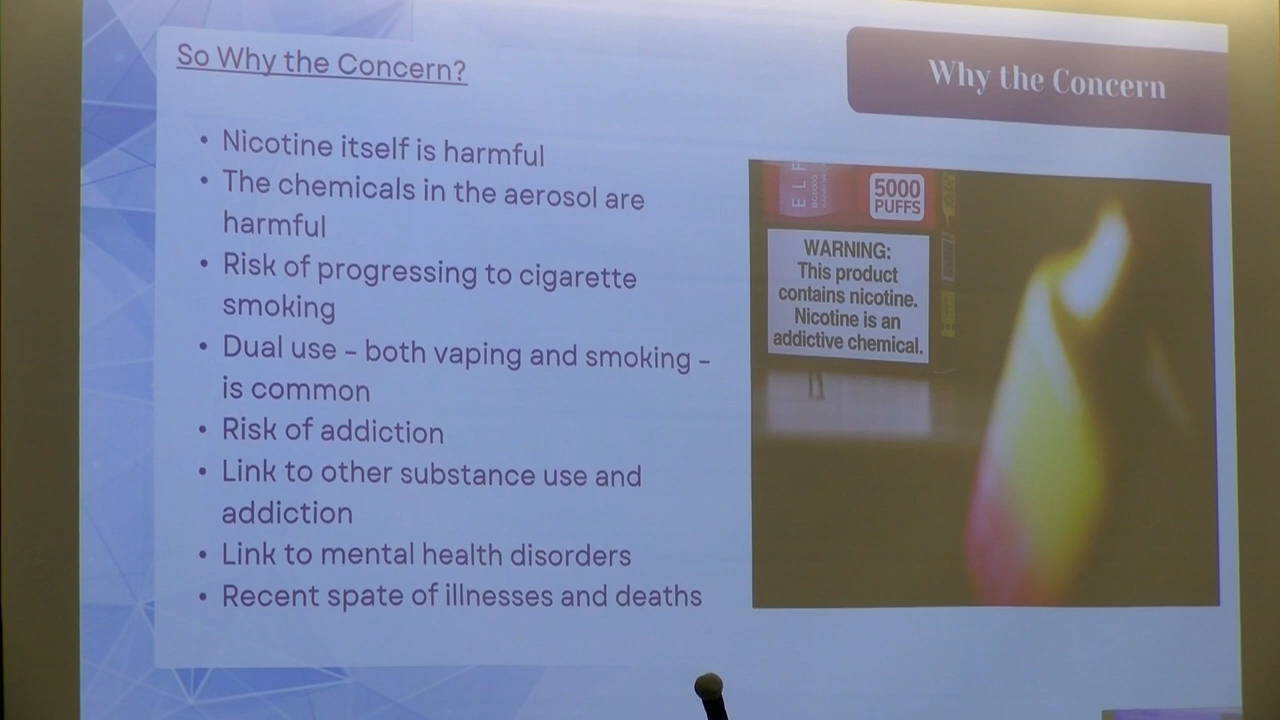 So Why the Concern?
Why the Concern
• Nicotine itself is harmful
• The chemicals in the aerosol are
harmful
• Risk of progressing to cigarette
smoking
• Dual use – both vaping and smoking –
is common
• Risk of addiction
• Link to other substance use and
addiction
• Link to mental health disorders
• Recent spate of illnesses and deaths
ELF
BC5000
5000
PUFFS
WARNING:
This product
contains nicotine.
Nicotine is an
addictive chemical.